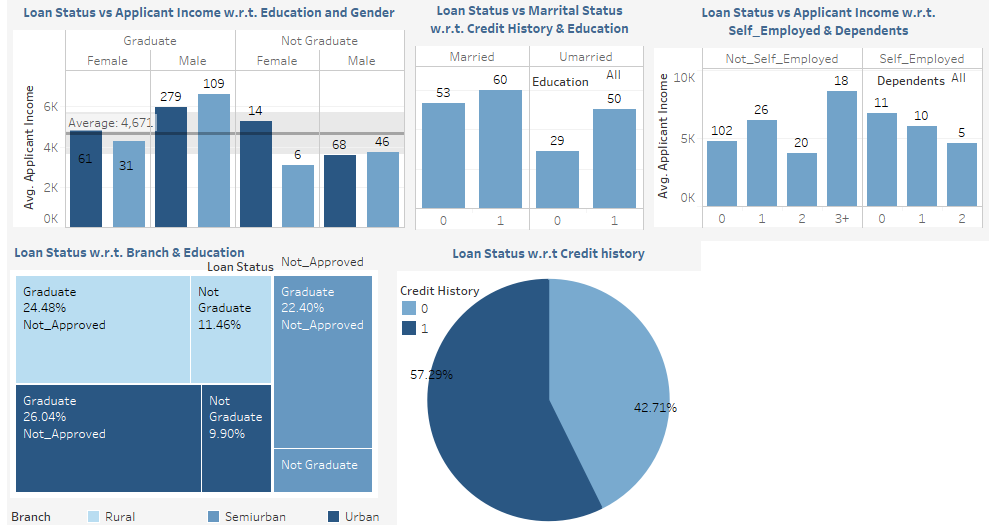 Loan Status vs Applicant Income w.r.t. Education and Gender
Graduate
Not Graduate
Female
Male
Female
Male
Avg. Applicant Income
6K
4K
2K
0K
Average: 4,671
61
31
279
109
14
6
68
46
Loan Status vs Marrital Status
w.r.t. Credit History & Education
Married
Umarried
Education
All
53
60
29
50
0
1
0
1
Loan Status vs Applicant Income w.r.t.
Self_Employed & Dependents
Not_Self_Employed
Self_Employed
Dependents
All
Avg. Applicant Income
10K
5K
0K
102
26
20
18
11
10
5
0
1
2
3+
0
1
2
Loan Status w.r.t. Branch & Education
Loan Status
Not_Approved
Graduate
24.48%
Not_Approved
Not
Graduate
11.46%
Graduate
22.40%
Not_Approved
Graduate
26.04%
Not_Approved
Not
Graduate
9.90%
Not Graduate
Branch
Rural
Semiurban
Urban
Loan Status w.r.t Credit history
Credit History
0
1
57.29%
42.71%